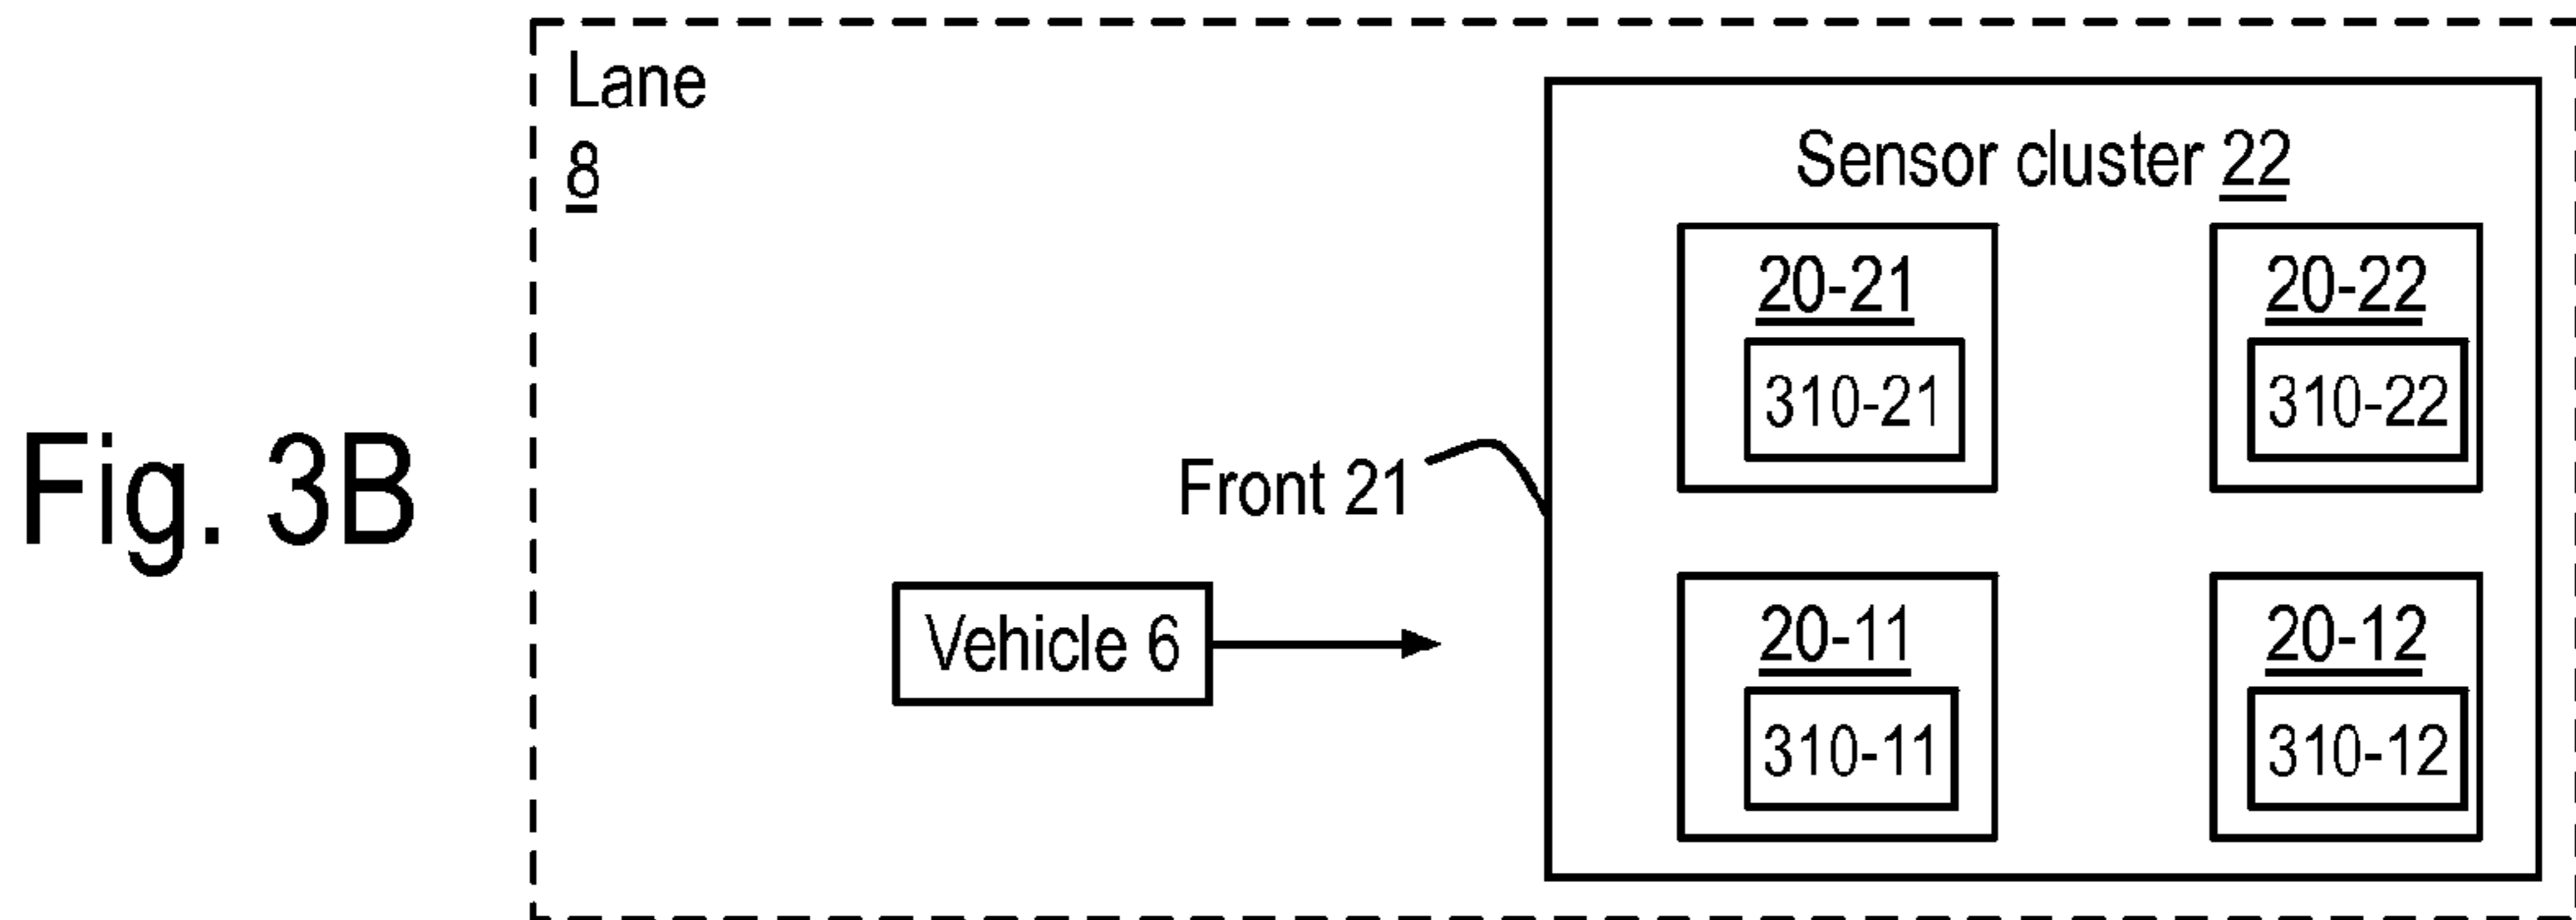 Fig. 3B
Lane
8
Sensor cluster 22
20-21
310-21
20-22
310-22
Front 21
Vehicle 6
20-11
310-11
20-12
310-12